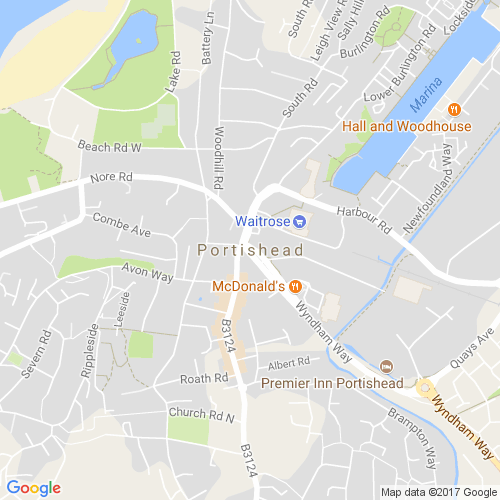 Lockside
South R
Leigh View R
Sally Hil
Burlington Rd
Battery Ln
Lake Rd
Lower Burlington Rd
Marina
South Rd
Hall and Woodhouse
Beach Rd W
Woodhill Rd
Nore Rd
Newfoundland Way
Combe Ave
Waitrose
Harbour Rd
Portishead
Avon Way
McDonald's
Leeside
Wyndham Way
Severn Rd
Rippleside
B3124
Quays Ave
Albert Rd
Roath Rd
Premier Inn Portishead
Church Rd N
Wyndham Way
Brampton Way
B3124
Google
Map data ©2017 Google